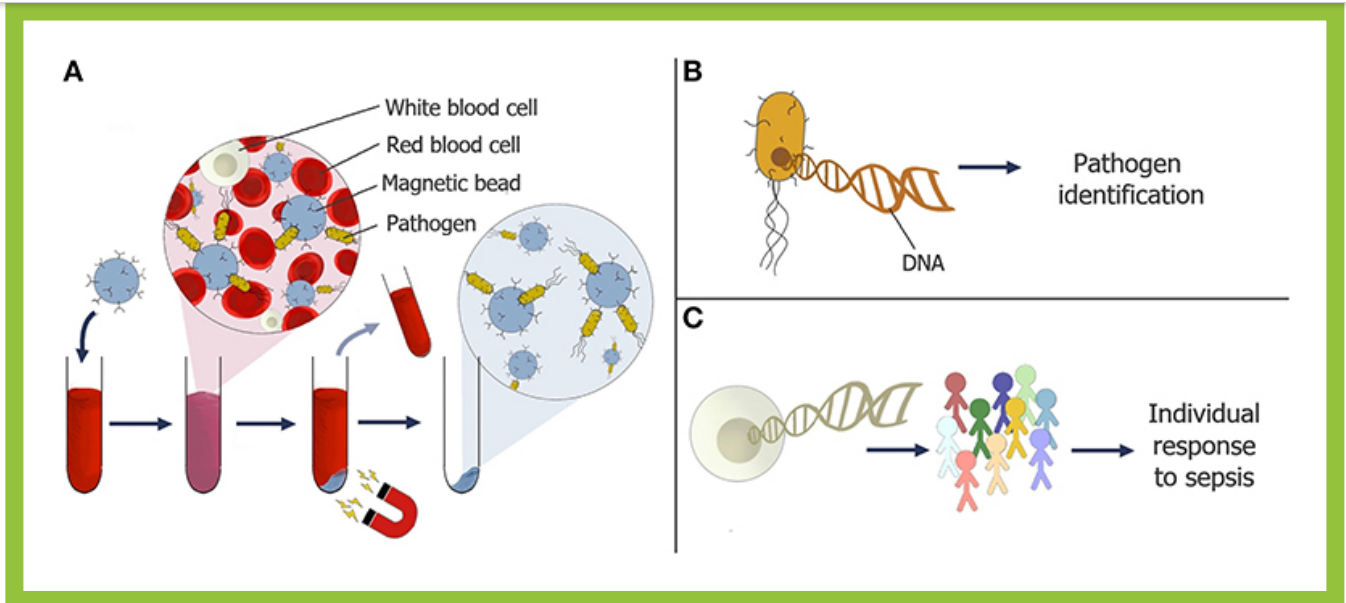 A
White blood cell
Red blood cell
Magnetic bead
Pathogen
B
Pathogen
identification
DNA
C
Individual
response
to sepsis